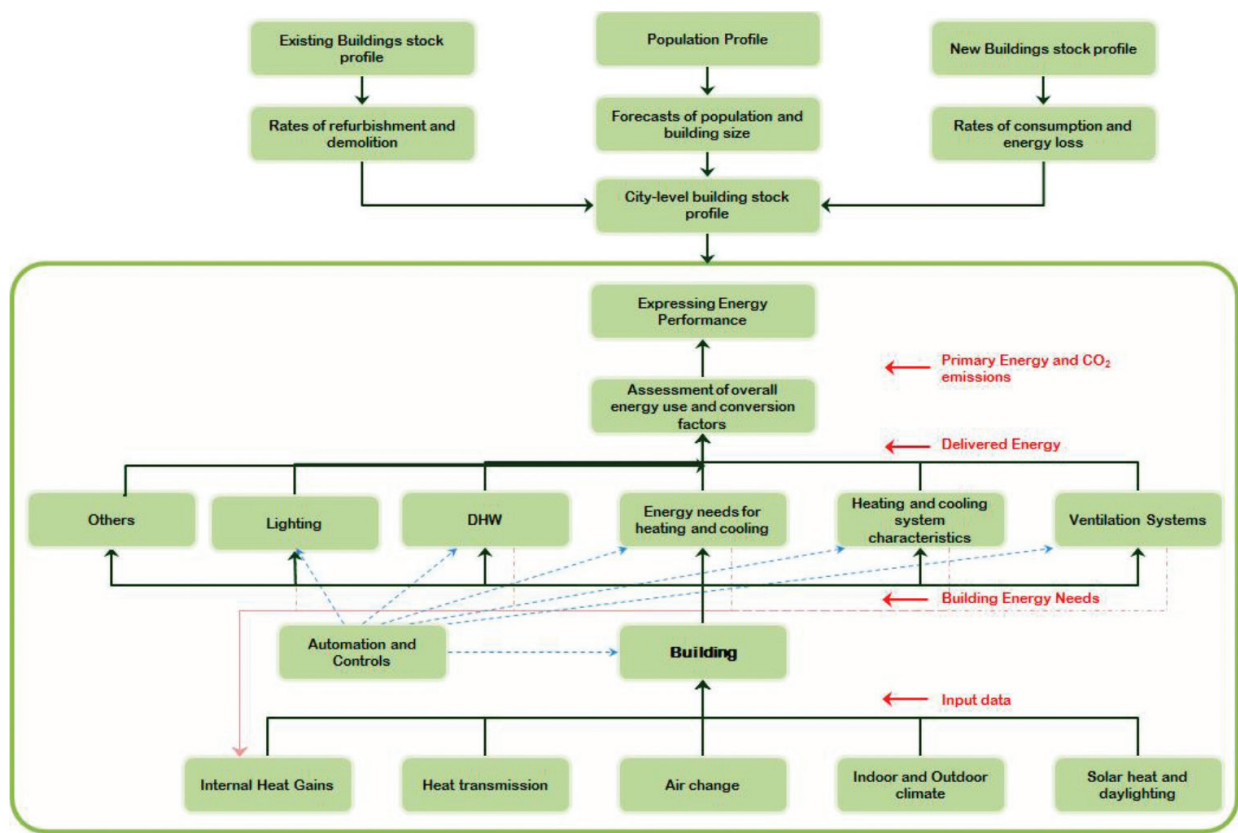 Existing Buildings stock
profile
Population Profile
New Buildings stock profile
Rates of refurbishment and
demolition
Forecasts of population and
building size
Rates of consumption and
energy loss
City-level building stock
profile
Expressing Energy
Performance
Primary Energy and CO₂
emissions
Assessment of overall
energy use and conversion
factors
Delivered Energy
Others
Lighting
DHW
Energy needs for
heating and cooling
Heating and cooling
system
characteristics
Ventilation Systems
Building Energy Needs
Automation and
Controls
Building
Input data
Internal Heat Gains
Heat transmission
Air change
Indoor and Outdoor
climate
Solar heat and
daylighting